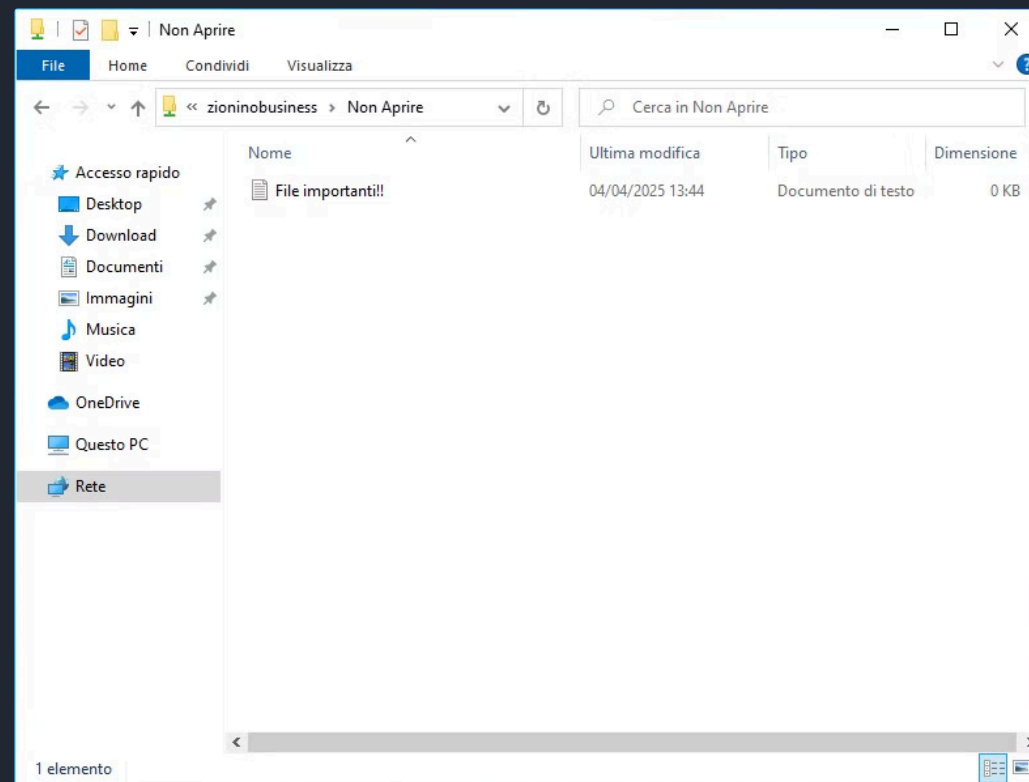 Non Aprire
File Home Condividi Visualizza
« zioninobusiness › Non Aprire Cerca in Non Aprire
Nome Ultima modifica Tipo Dimensione
File importanti!! 04/04/2025 13:44 Documento di testo 0 KB
Accesso rapido
Desktop
Download
Documenti
Immagini
Musica
Video
OneDrive
Questo PC
Rete
1 elemento